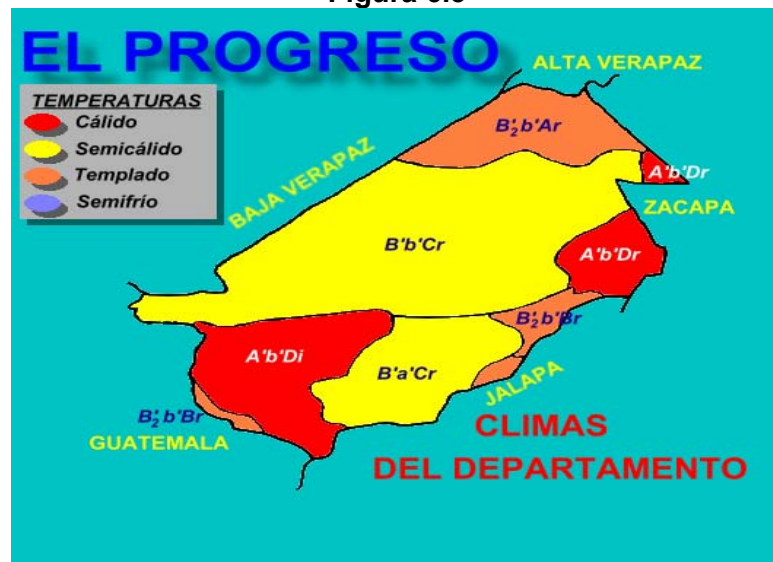 EL PROGRESO
ALTA VERAPAZ
TEMPERATURAS
Cálido
Semicálido
Templado
Semifrío
BAJA VERAPAZ
B'2b'Ar
A'b'Dr
ZACAPA
B'b'Cr
A'b'Dr
B'2b'Br
A'b'Di
B'a'Cr
JALAPA
B'2b'Br
GUATEMALA
CLIMAS
DEL DEPARTAMENTO